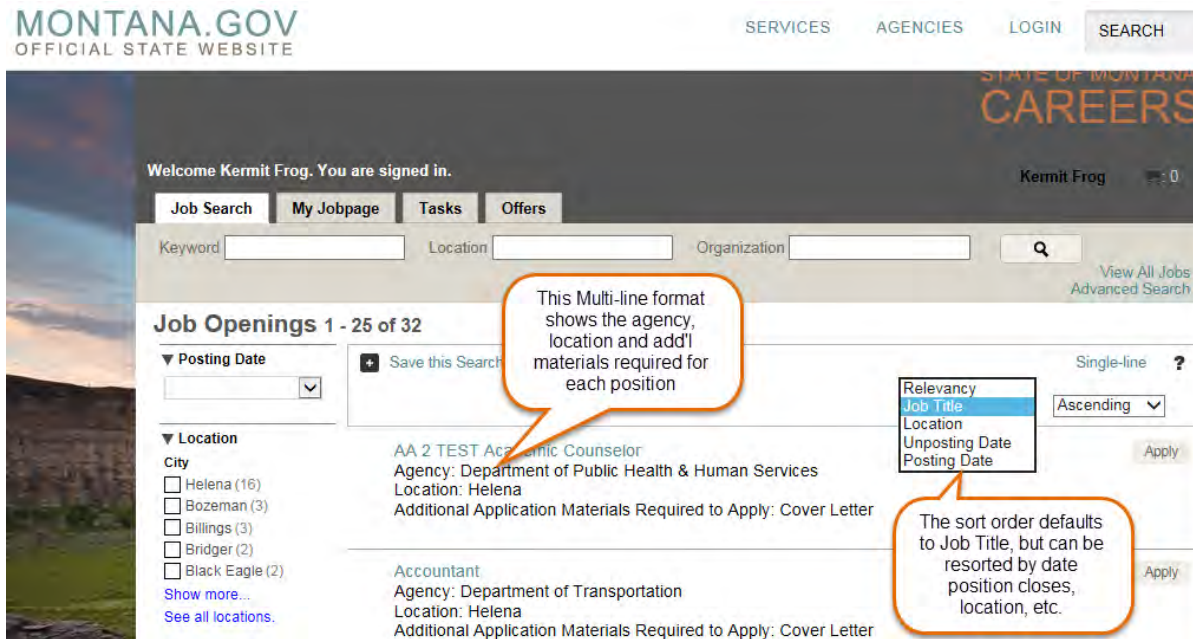 MONTANA.GOV
OFFICIAL STATE WEBSITE
SERVICES AGENCIES LOGIN SEARCH
STATE OF MONTANA
CAREERS
Welcome Kermit Frog. You are signed in.
Kermit Frog : 0
Job Search My Jobpage Tasks Offers
Keyword Location Organization
View All Jobs
Advanced Search
This Multi-line format
shows the agency,
location and add'l
materials required for
each position
Job Openings 1 - 25 of 32
Posting Date
Save this Search
Single-line ?
Relevancy
Job Title
Location
Unposting Date
Posting Date
Ascending
Location
City
Helena (16)
Bozeman (3)
Billings (3)
Bridger (2)
Black Eagle (2)
Show more...
See all locations.
AA 2 TEST Academic Counselor
Agency: Department of Public Health & Human Services
Location: Helena
Additional Application Materials Required to Apply: Cover Letter
Apply
The sort order defaults
to Job Title, but can be
resorted by date
position closes,
location, etc.
Accountant
Agency: Department of Transportation
Location: Helena
Additional Application Materials Required to Apply: Cover Letter
Apply